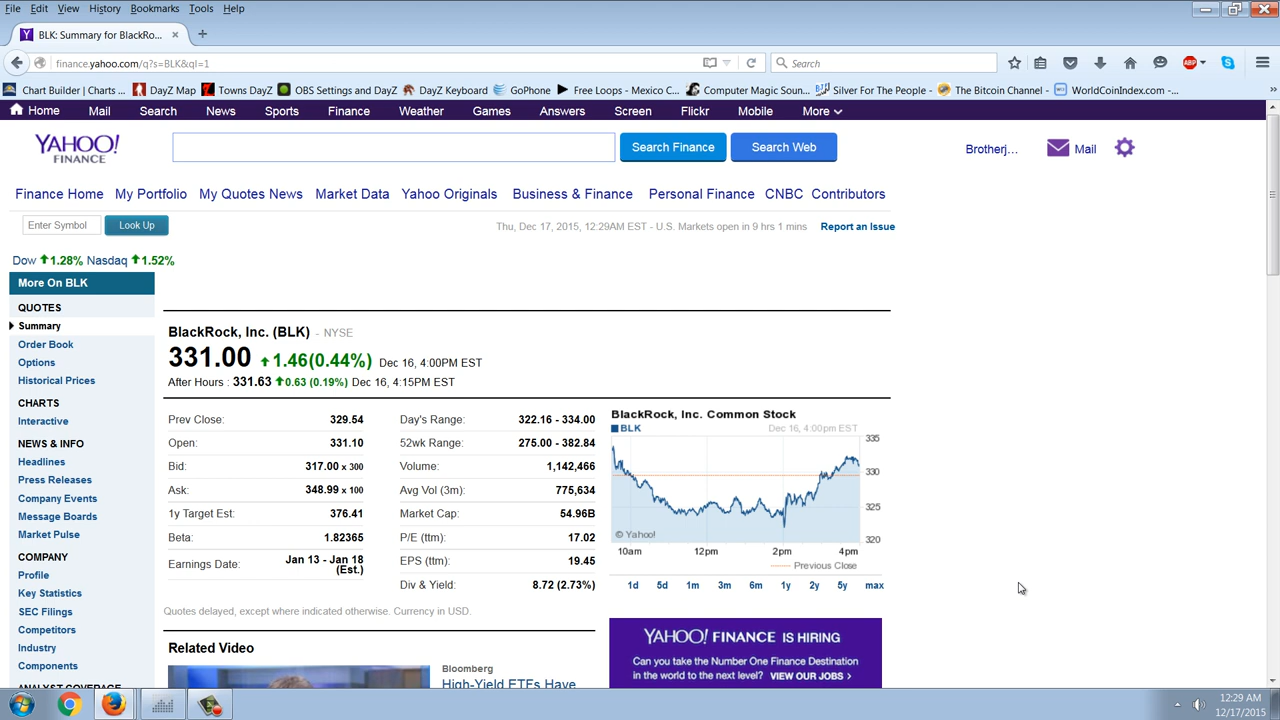 File Edit View History Bookmarks Tools Help
BLK: Summary for BlackRo... × +
finance.yahoo.com/q?s=BLK&ql=1 Search ABP
Chart Builder | Charts ... DayZ Map Towns DayZ OBS Settings and DayZ DayZ Keyboard GoPhone Free Loops - Mexico C... Computer Magic Soun... Silver For The People - ... The Bitcoin Channel - ... WorldCoinIndex.com -... »
Home Mail Search News Sports Finance Weather Games Answers Screen Flickr Mobile More
YAHOO! FINANCE
Search Finance Search Web Brotherj... Mail
Finance Home My Portfolio My Quotes News Market Data Yahoo Originals Business & Finance Personal Finance CNBC Contributors
Enter Symbol Look Up Thu, Dec 17, 2015, 12:29AM EST - U.S. Markets open in 9 hrs 1 mins Report an Issue
Dow 1.28% Nasdaq 1.52%
More On BLK
QUOTES
Summary
Order Book
Options
Historical Prices
CHARTS
Interactive
NEWS & INFO
Headlines
Press Releases
Company Events
Message Boards
Market Pulse
COMPANY
Profile
Key Statistics
SEC Filings
Competitors
Industry
Components
ANALYST COVERAGE
BlackRock, Inc. (BLK) - NYSE
331.00 1.46(0.44%) Dec 16, 4:00PM EST
After Hours : 331.63 0.63 (0.19%) Dec 16, 4:15PM EST
Prev Close: 329.54
Open: 331.10
Bid: 317.00 x 300
Ask: 348.99 x 100
1y Target Est: 376.41
Beta: 1.82365
Earnings Date: Jan 13 - Jan 18
(Est.)
Day's Range: 322.16 - 334.00
52wk Range: 275.00 - 382.84
Volume: 1,142,466
Avg Vol (3m): 775,634
Market Cap: 54.96B
P/E (ttm): 17.02
EPS (ttm): 19.45
Div & Yield: 8.72 (2.73%)
Quotes delayed, except where indicated otherwise. Currency in USD.
BlackRock, Inc. Common Stock
BLK Dec 16, 4:00pm EST
335
330
325
320
© Yahoo!
10am 12pm 2pm 4pm
Previous Close
1d 5d 1m 3m 6m 1y 2y 5y max
Related Video
Bloomberg
High-Yield ETFs Have
YAHOO! FINANCE IS HIRING
Can you take the Number One Finance Destination
in the world to the next level? VIEW OUR JOBS >
12:29 AM
12/17/2015